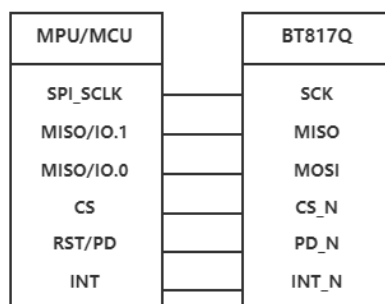 MPU/MCU BT817Q
SPI_SCLK SCK
MISO/IO.1 MISO
MISO/IO.0 MOSI
CS CS_N
RST/PD PD_N
INT INT_N